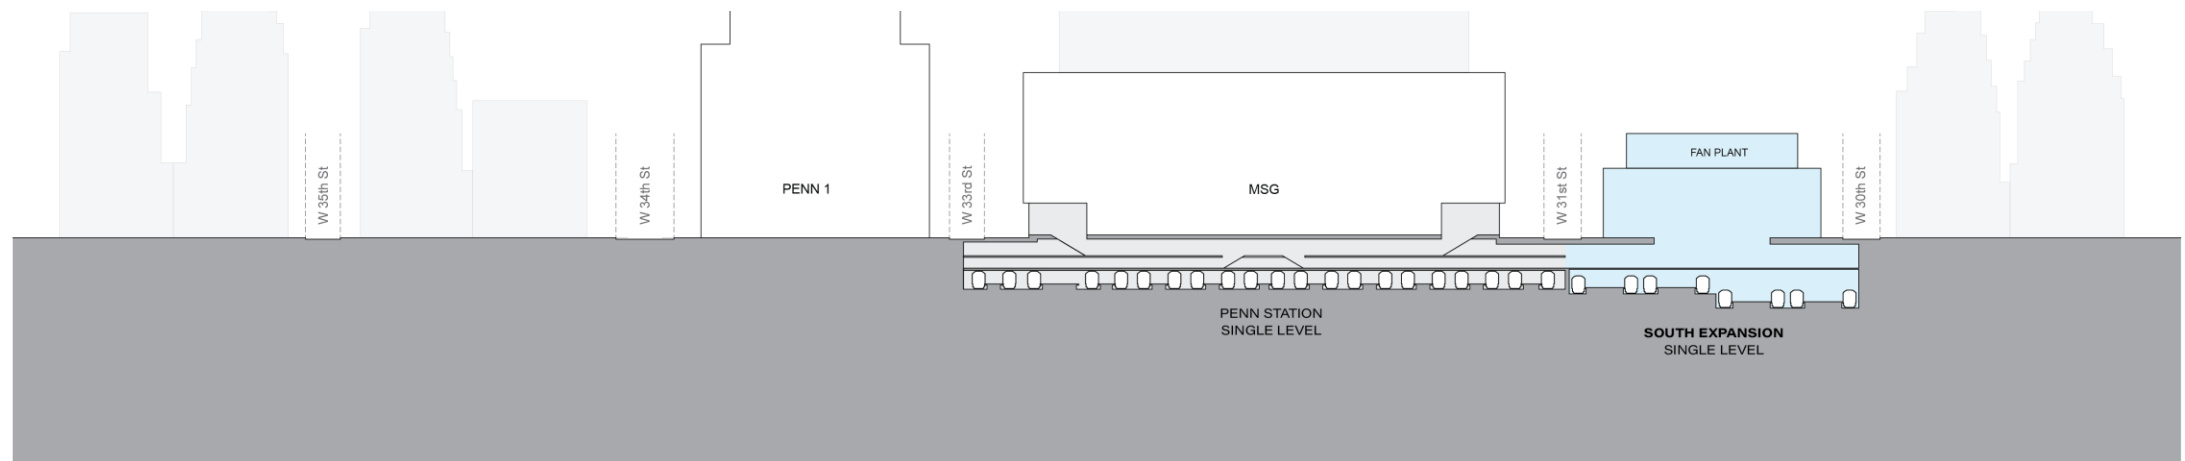 FAN PLANT
W 35th St
W 34th St
PENN 1
W 33rd St
MSG
W 31st St
W 30th St
PENN STATION
SINGLE LEVEL
SOUTH EXPANSION
SINGLE LEVEL